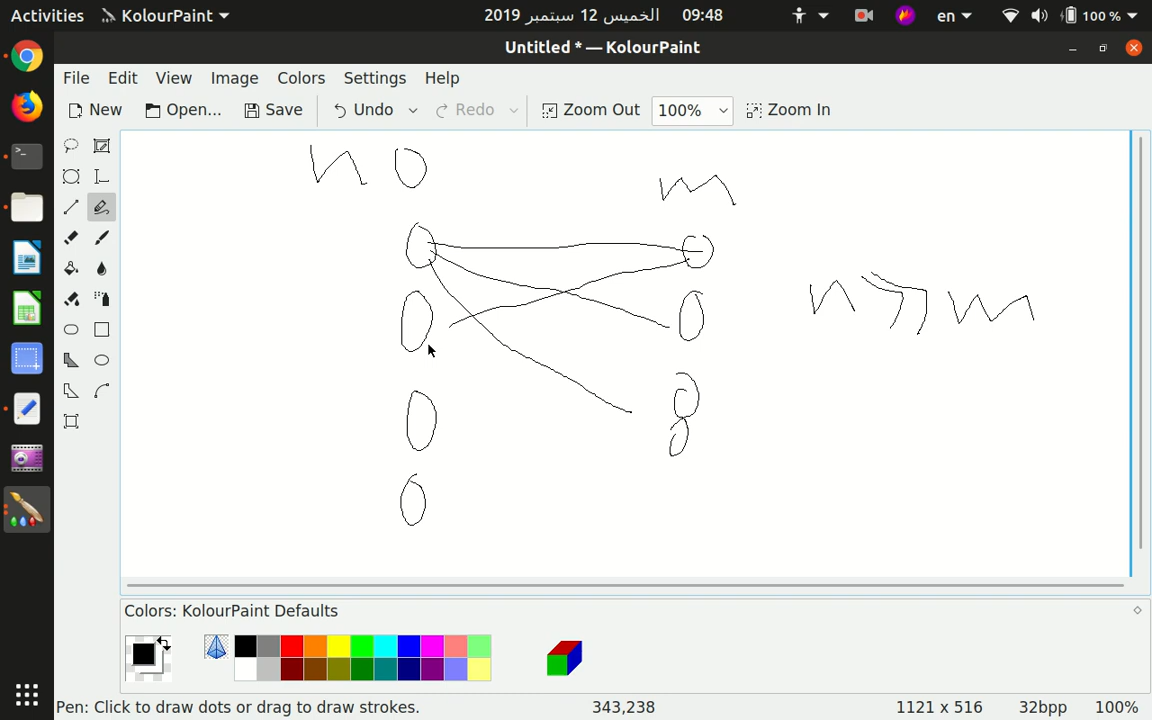 Activities KolourPaint الخميس 12 سبتمبر 2019 09:48 en 100 %
Untitled * — KolourPaint
File Edit View Image Colors Settings Help
New Open... Save Undo Redo Zoom Out 100% Zoom In
n
m
n >> m
Colors: KolourPaint Defaults
Pen: Click to draw dots or drag to draw strokes. 343,238 1121 x 516 32bpp 100%